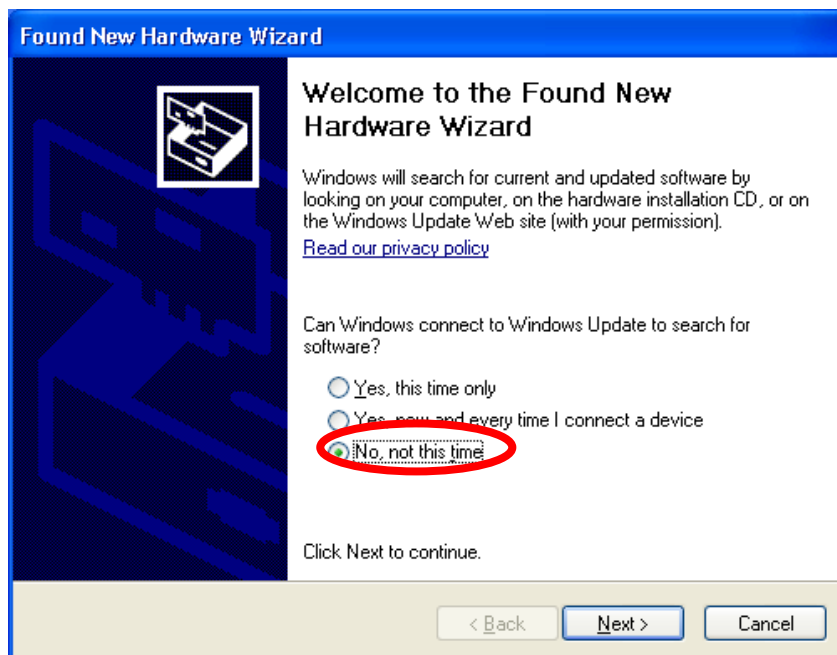 Found New Hardware Wizard
Welcome to the Found New
Hardware Wizard
Windows will search for current and updated software by
looking on your computer, on the hardware installation CD, or on
the Windows Update Web site (with your permission).
Read our privacy policy
Can Windows connect to Windows Update to search for
software?
Yes, this time only
Yes, now and every time I connect a device
No, not this time
Click Next to continue.
< Back
Next >
Cancel